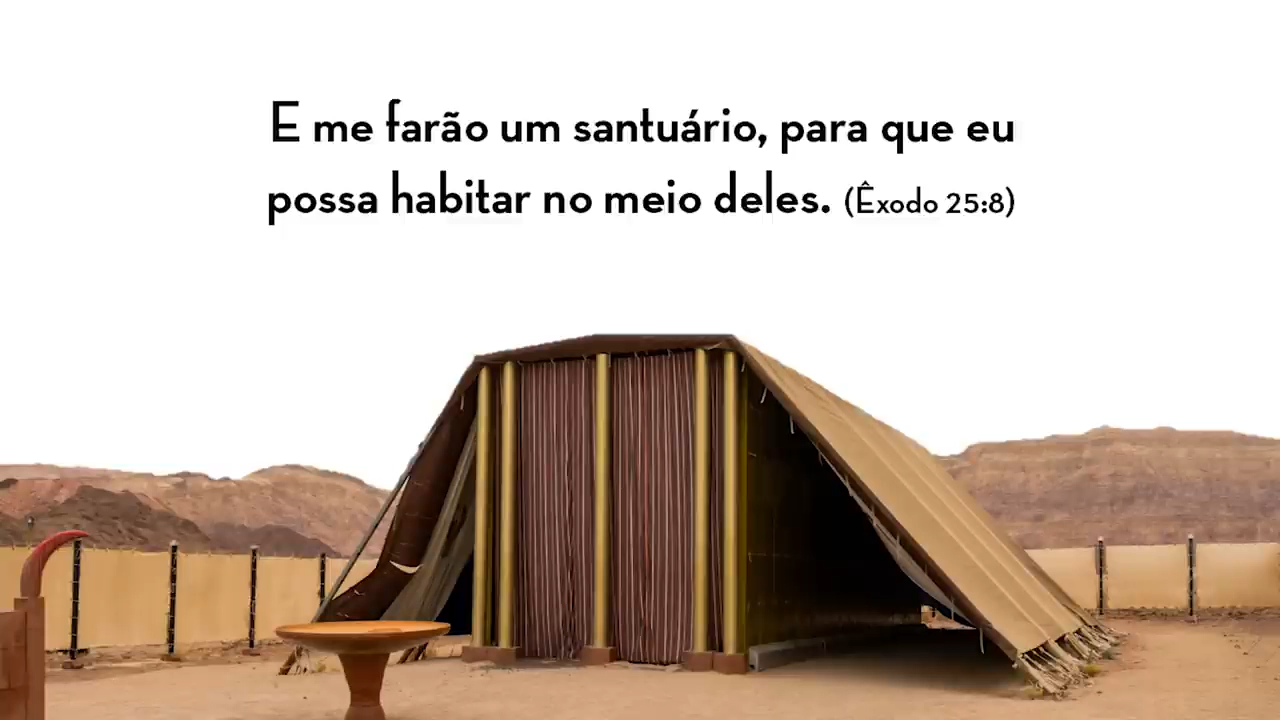 E me farão um santuário, para que eu
possa habitar no meio deles. (Êxodo 25:8)